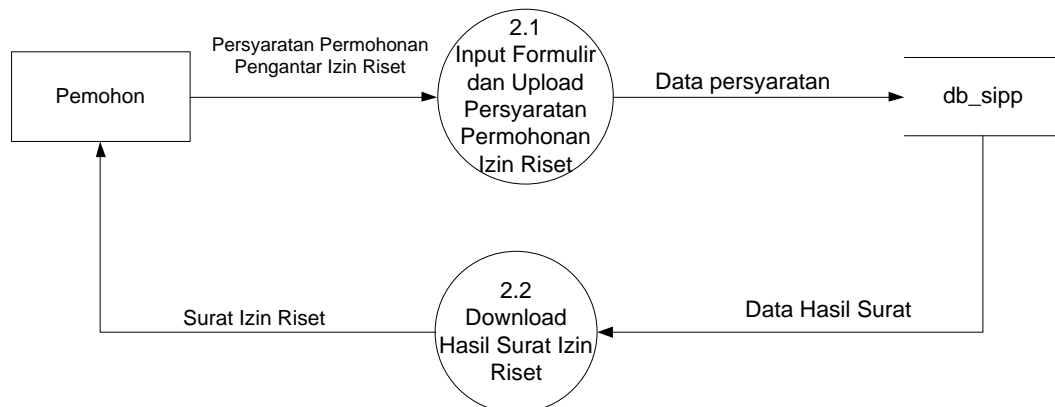 Pemohon
Persyaratan Permohonan
Pengantar Izin Riset
2.1
Input Formulir
dan Upload
Persyaratan
Permohonan
Izin Riset
Data persyaratan
db_sipp
Surat Izin Riset
2.2
Download
Hasil Surat Izin
Riset
Data Hasil Surat